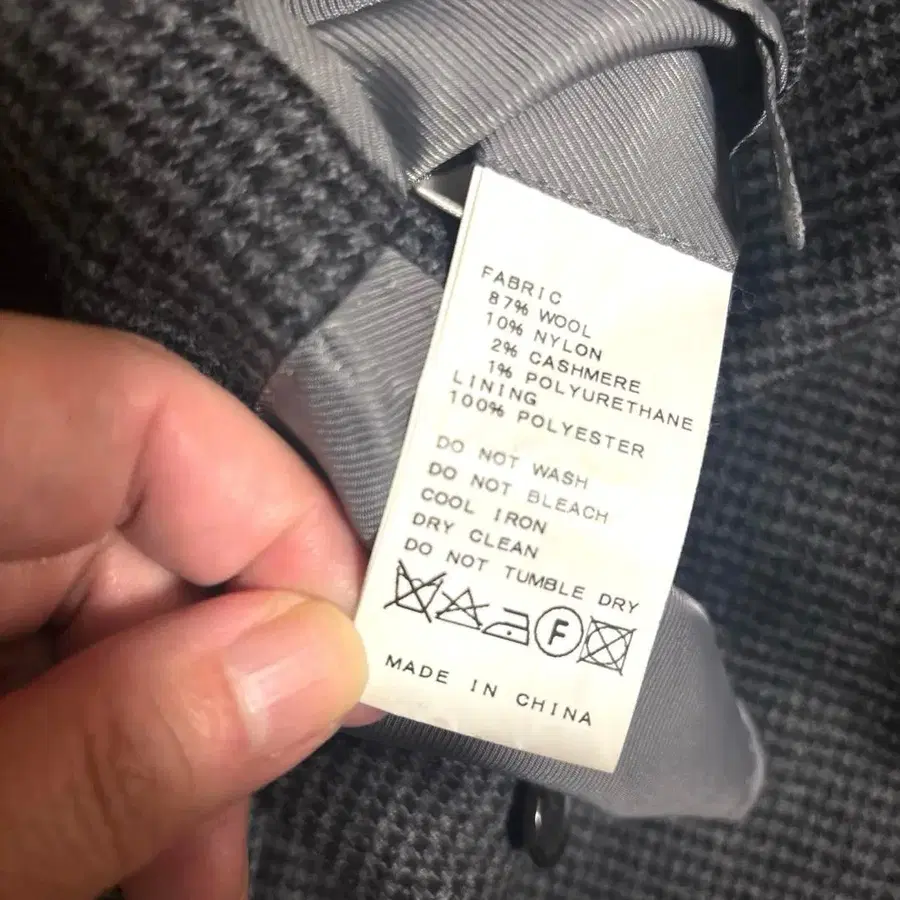 FABRIC
87% WOOL
10% NYLON
2% CASHMERE
1% POLYURETHANE
LINING
100% POLYESTER
DO NOT WASH
DO NOT BLEACH
COOL IRON
DRY CLEAN
DO NOT TUMBLE DRY
F
MADE IN CHINA